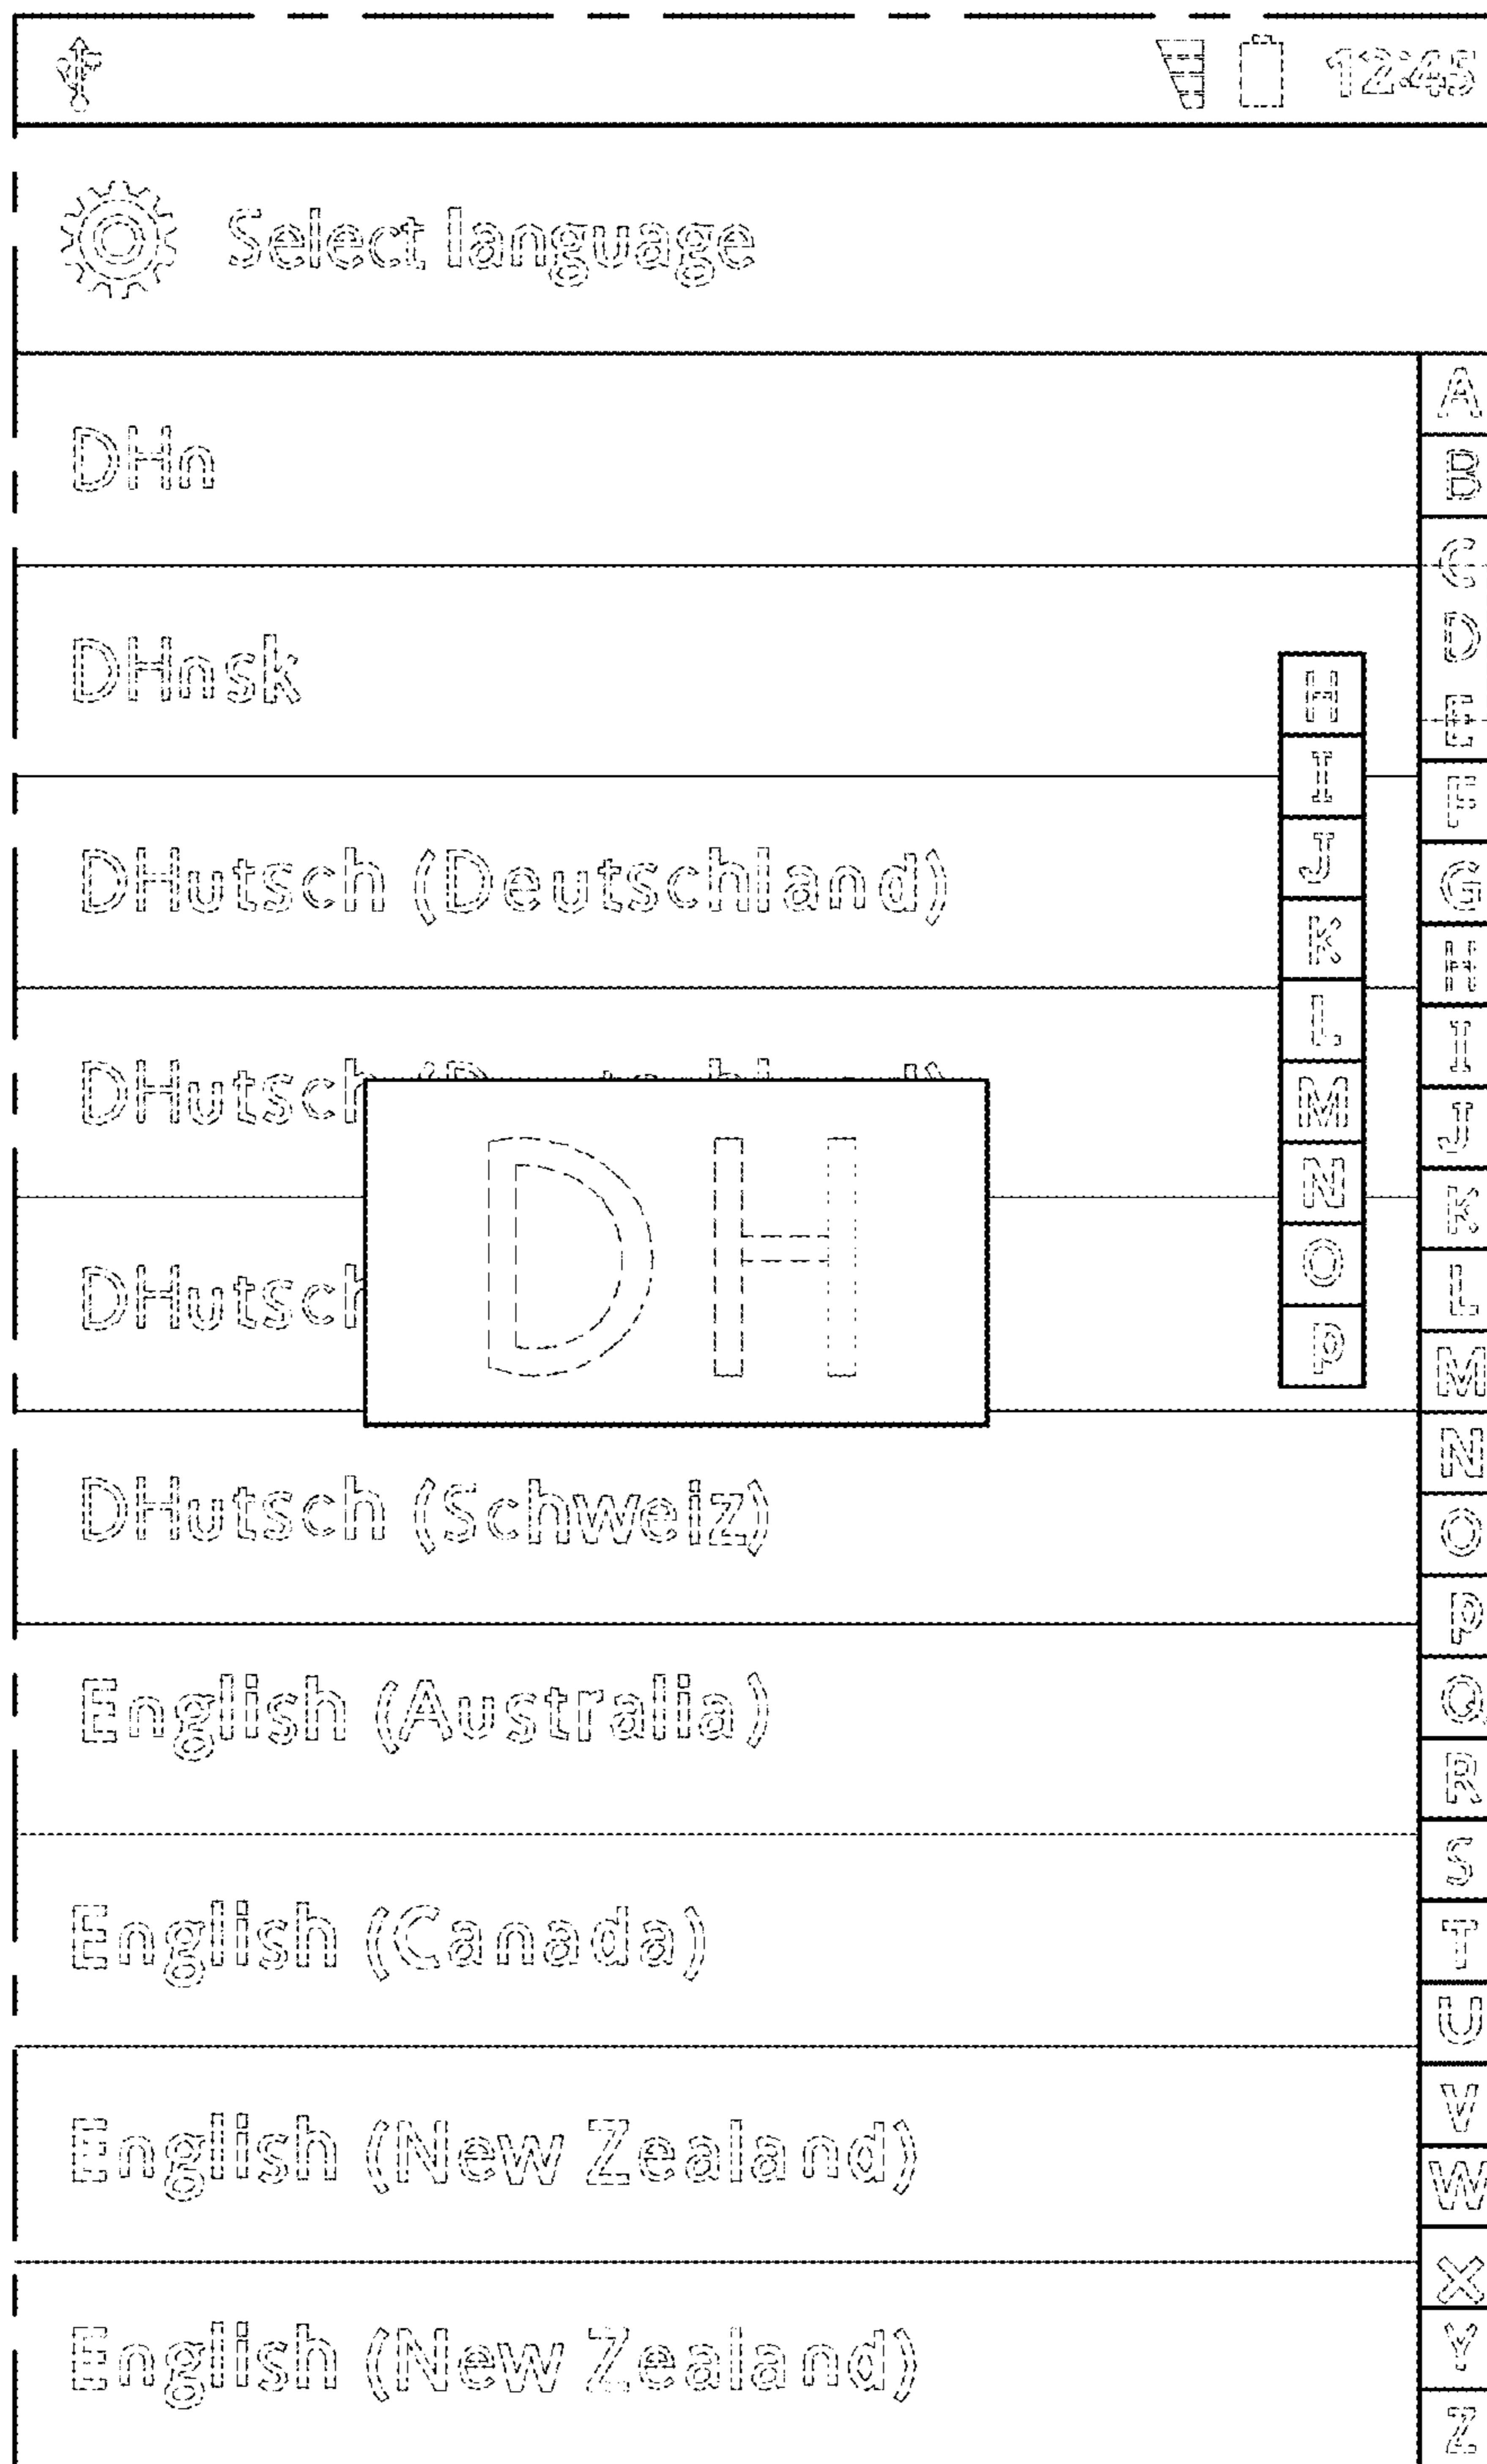 12:45
Select language
DHn
DHnsk
DHutsch (Deutschland)
DHutsch
DHutsch
DH
DHutsch (Schweiz)
English (Australia)
English (Canada)
English (New Zealand)
English (New Zealand)
H
I
J
K
L
M
N
O
P
A
B
C
D
E
F
G
H
I
J
K
L
M
N
O
P
Q
R
S
T
U
V
W
X
Y
Z